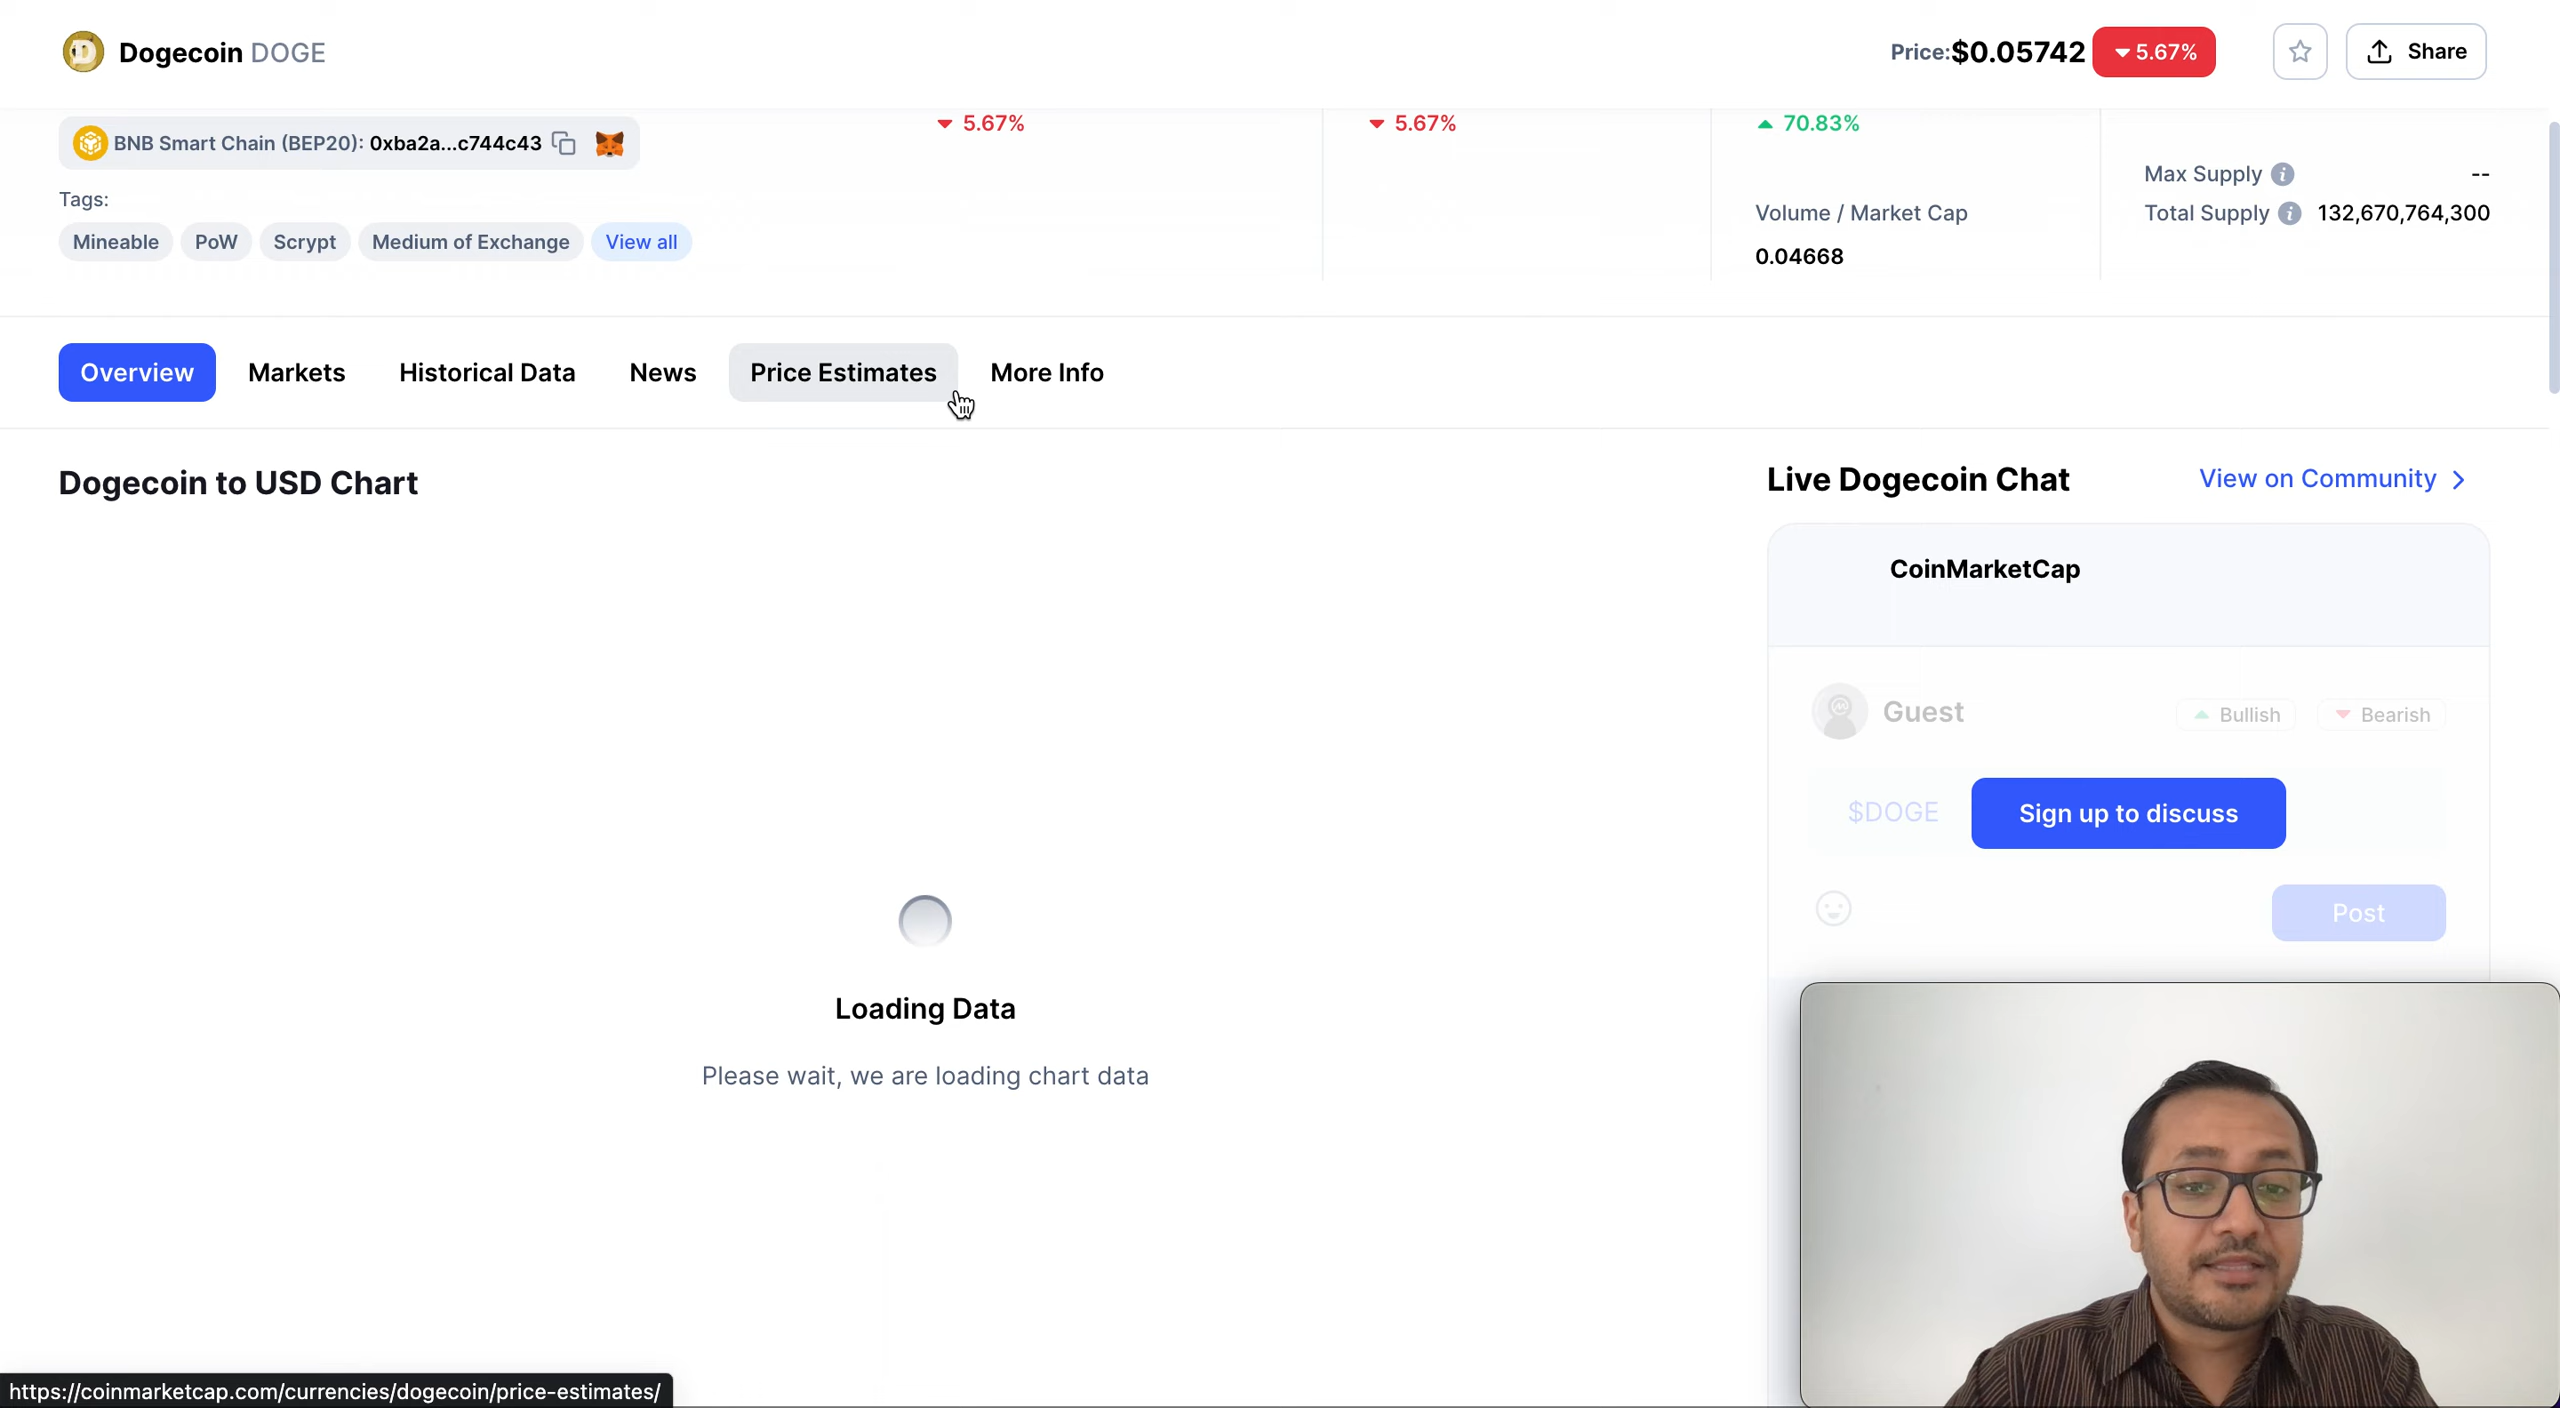 Dogecoin DOGE
Price:$0.05742 5.67%
Share
BNB Smart Chain (BEP20): 0xba2a...c744c43
5.67%
5.67%
70.83%
Tags:
Mineable PoW Scrypt Medium of Exchange View all
Volume / Market Cap
0.04668
Max Supply --
Total Supply 132,670,764,300
Overview Markets Historical Data News Price Estimates More Info
Dogecoin to USD Chart
Loading Data
Please wait, we are loading chart data
Live Dogecoin Chat View on Community
CoinMarketCap
Guest Bullish Bearish
$DOGE Sign up to discuss
Post
https://coinmarketcap.com/currencies/dogecoin/price-estimates/